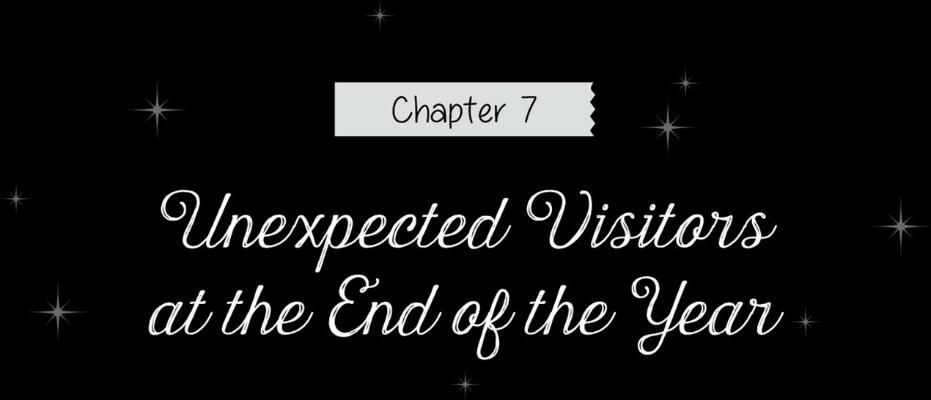 Chapter 7
Unexpected Visitors
at the End of the Year